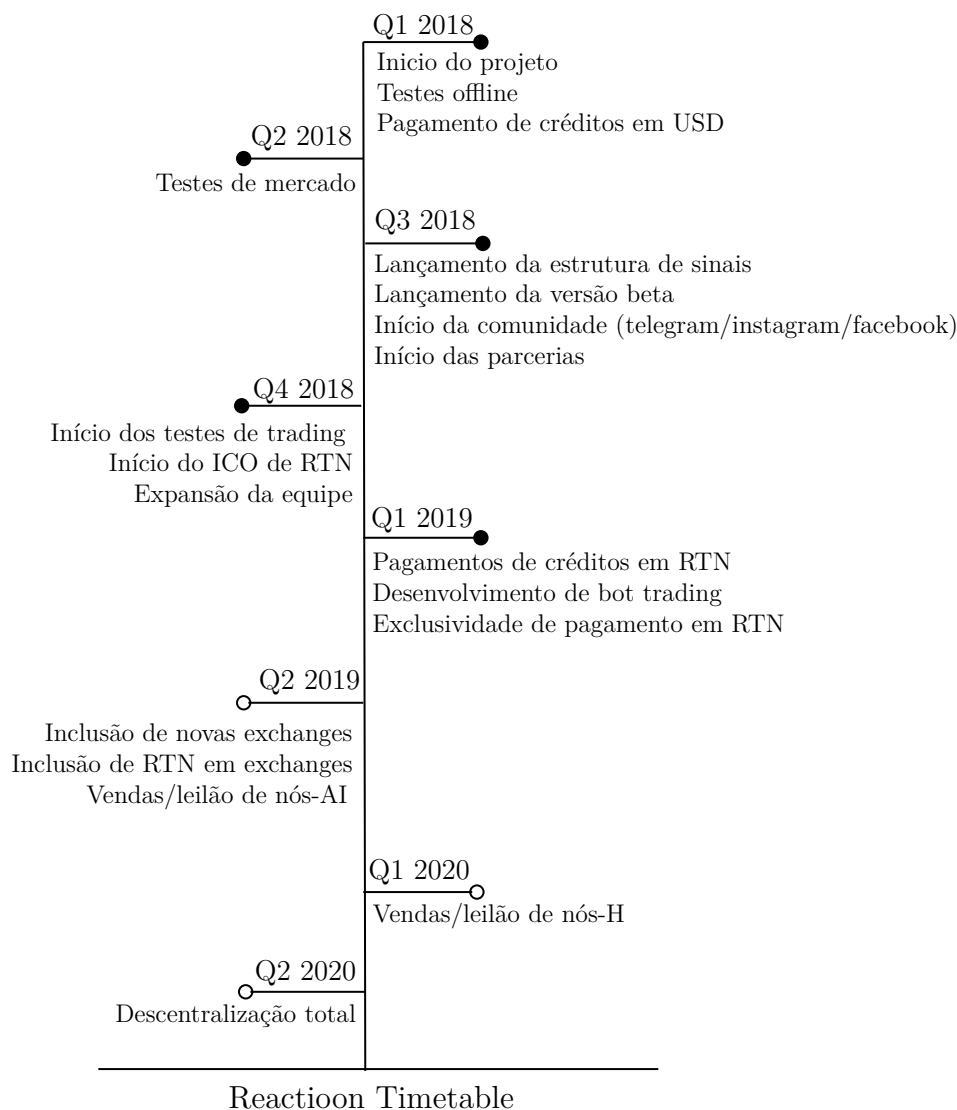 Q1 2018
Inicio do projeto
Testes offline
Pagamento de créditos em USD
Q2 2018
Testes de mercado
Q3 2018
Lançamento da estrutura de sinais
Lançamento da versão beta
Início da comunidade (telegram/instagram/facebook)
Início das parcerias
Q4 2018
Início dos testes de trading
Início do ICO de RTN
Expansão da equipe
Q1 2019
Pagamentos de créditos em RTN
Desenvolvimento de bot trading
Exclusividade de pagamento em RTN
Q2 2019
Inclusão de novas exchanges
Inclusão de RTN em exchanges
Vendas/leilão de nós-AI
Q1 2020
Vendas/leilão de nós-H
Q2 2020
Descentralização total
Reactioon Timetable